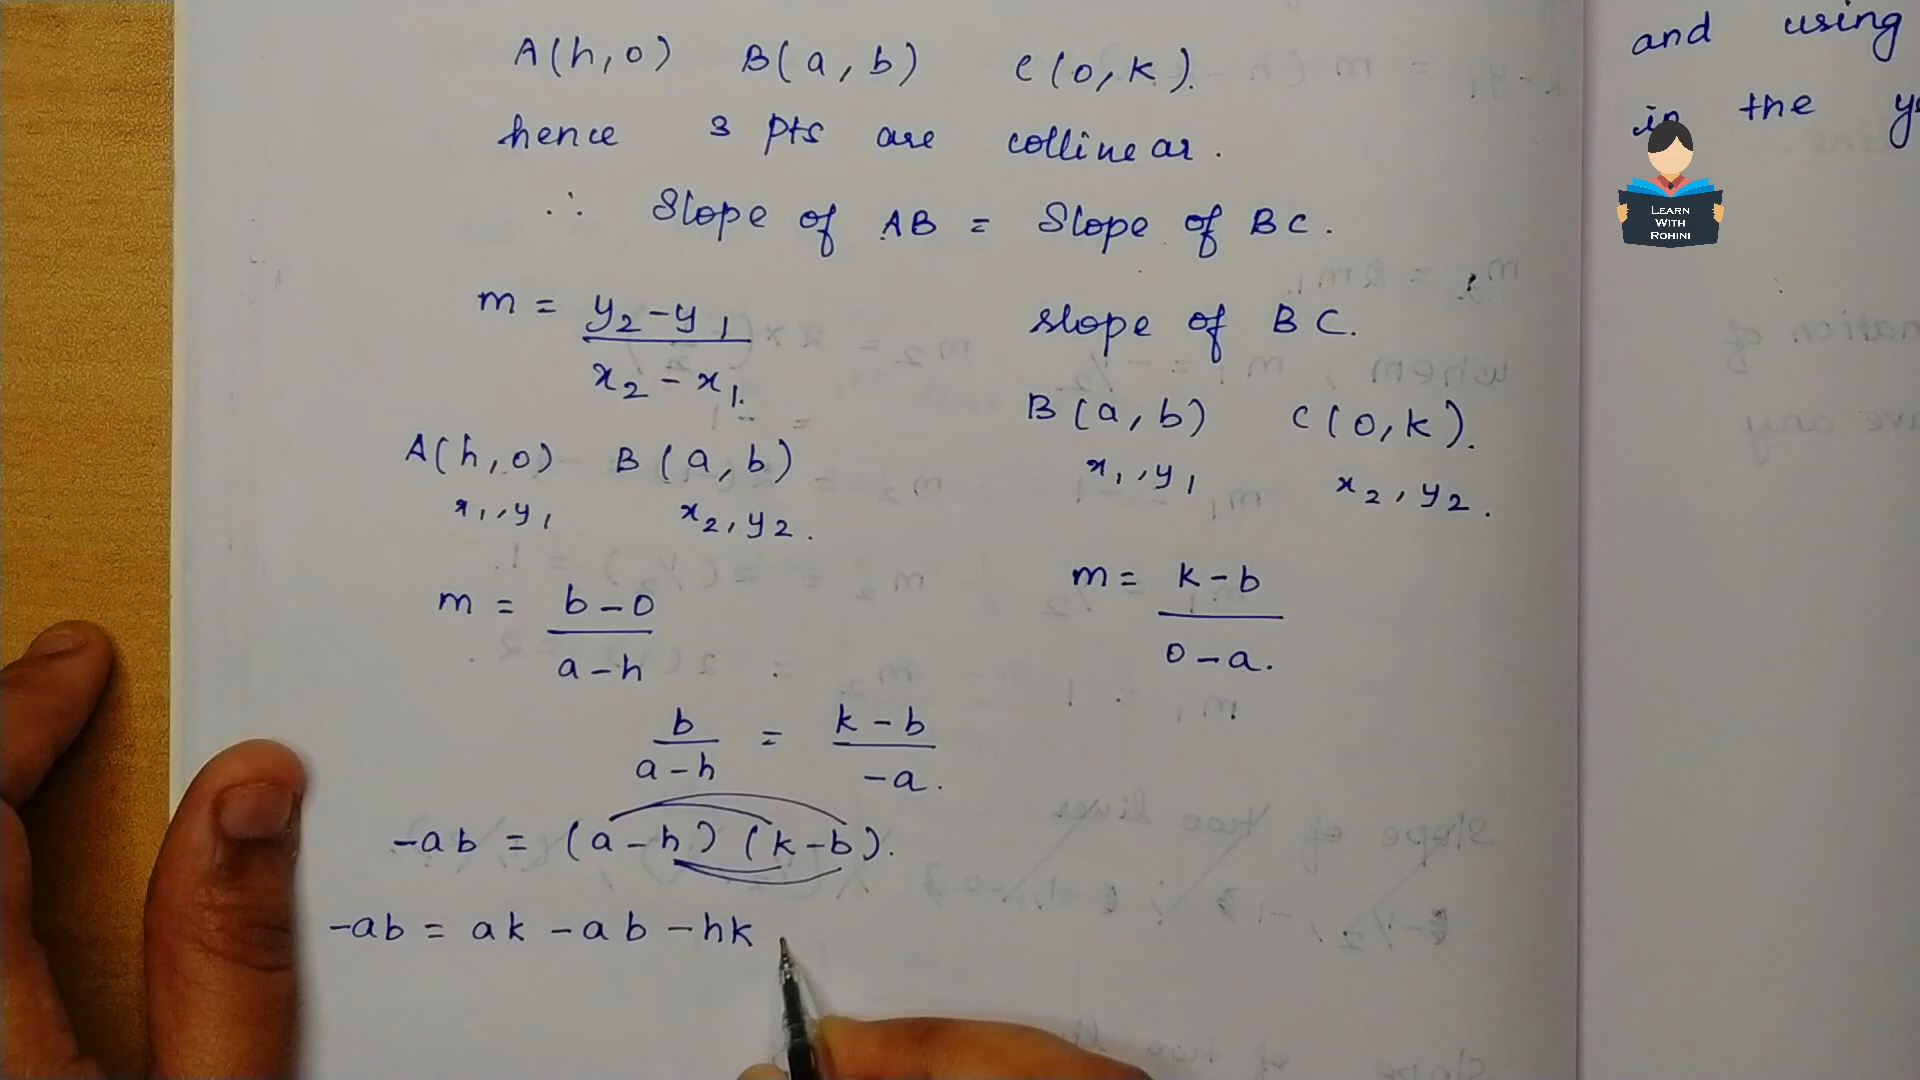 A(h,0) B(a,b) C(0,k).
hence 3 pts are collinear.
∴ Slope of AB = Slope of BC.
m = y2-y1
x2-x1.
A(h,0) B(a,b)
x1,y1 x2,y2.
m = b-0
a-h
slope of BC.
B(a,b) C(0,k).
x1,y1 x2,y2.
m = k-b
0-a.
b = k-b
a-h -a.
-ab = (a-h)(k-b).
-ab = ak -ab -hk
and using
in the
LEARN
WITH
ROHINI